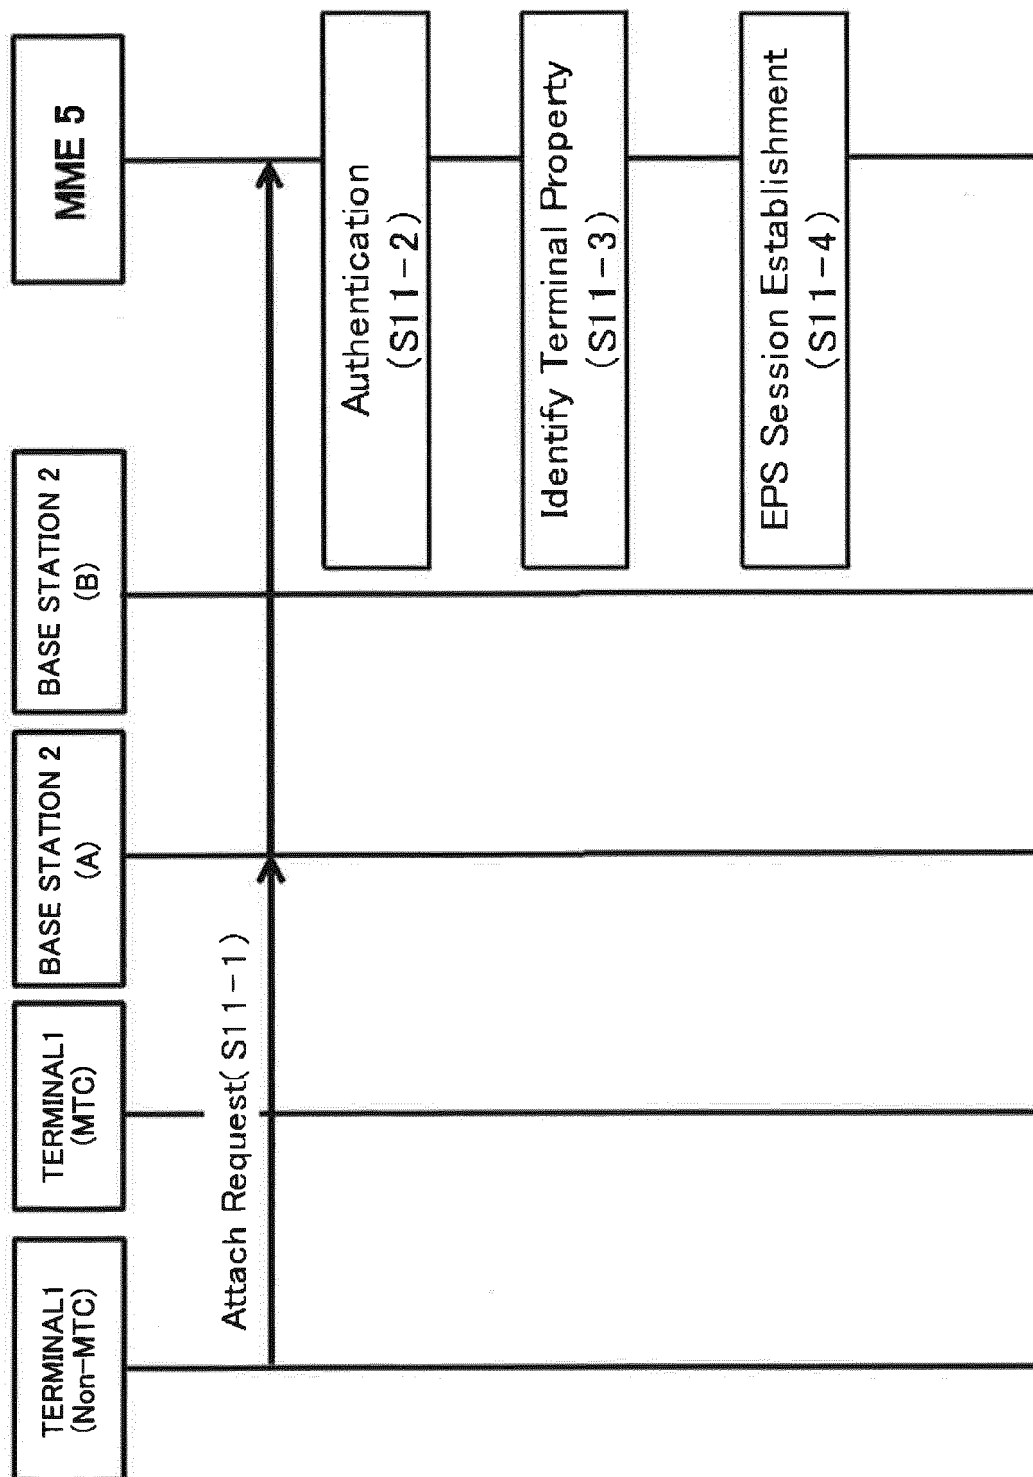 TERMINAL1
(Non-MTC)
TERMINAL1
(MTC)
BASE STATION 2
(A)
BASE STATION 2
(B)
MME 5
Attach Request( S11-1)
Authentication
(S11-2)
Identify Terminal Property
(S11-3)
EPS Session Establishment
(S11-4)